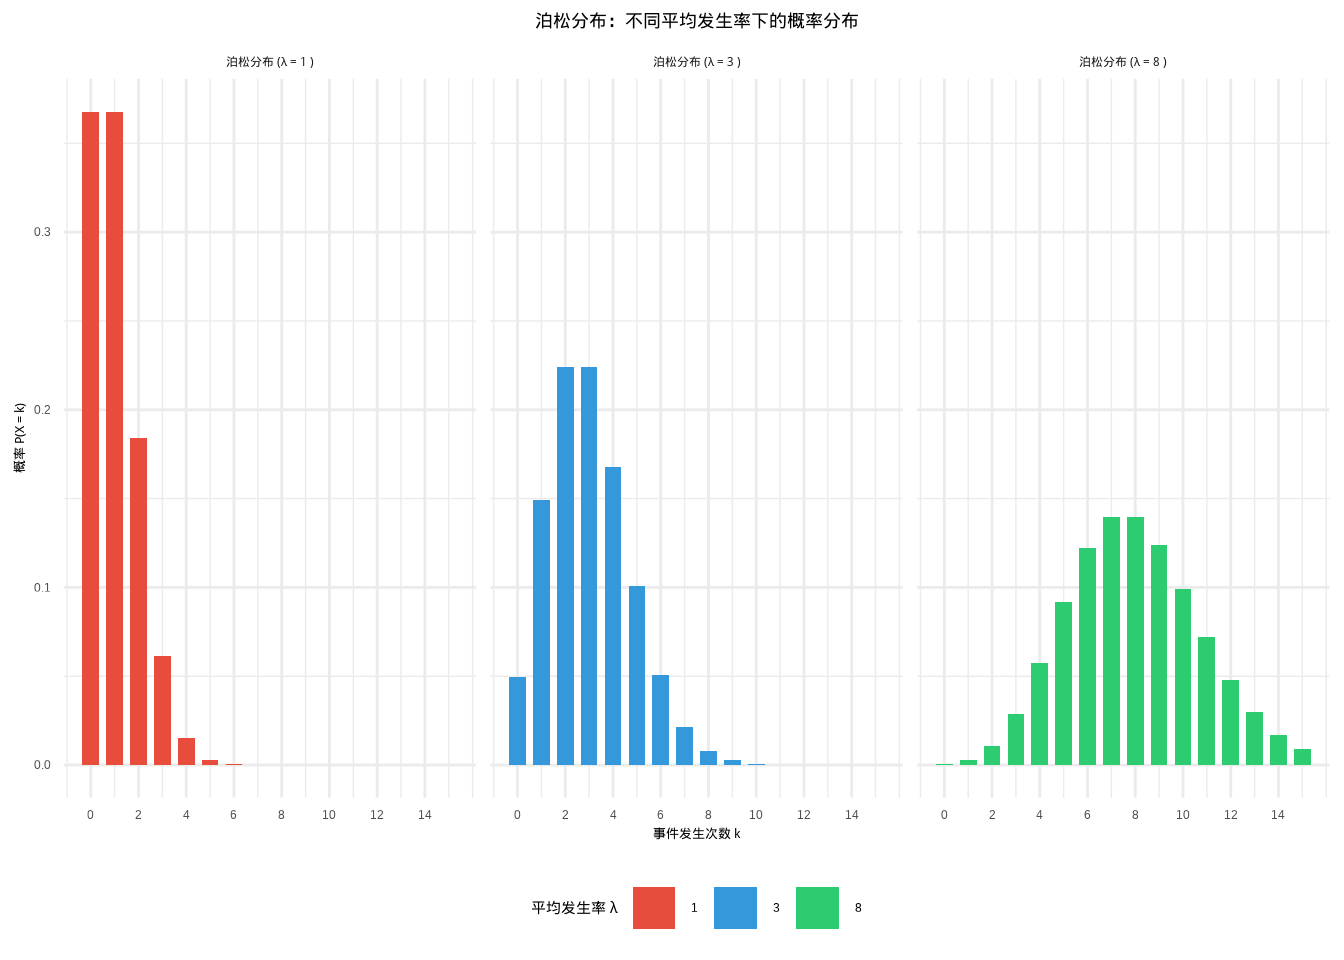 泊松分布：不同平均发生率下的概率分布
泊松分布 (λ = 1 )
泊松分布 (λ = 3 )
泊松分布 (λ = 8 )
概率 P(X = k)
0.3
0.2
0.1
0.0
0 2 4 6 8 10 12 14
0 2 4 6 8 10 12 14
0 2 4 6 8 10 12 14
事件发生次数 k
平均发生率 λ 1 3 8